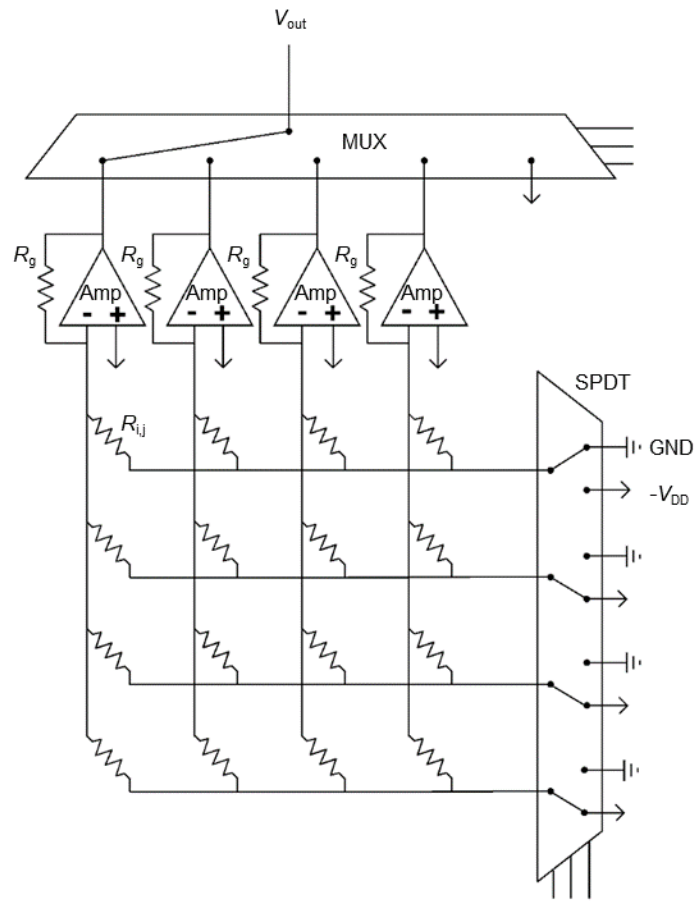 Vout
MUX
Rg Rg Rg Rg
Amp Amp Amp Amp
- + - + - + - +
SPDT
Ri,j
GND
-VDD